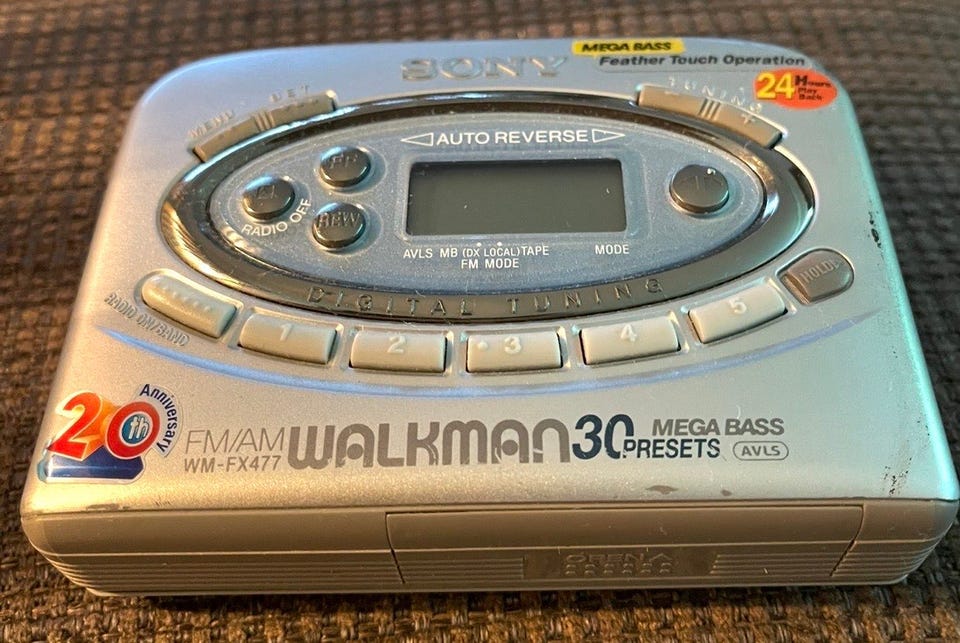 MEGA BASS
SONY
Feather Touch Operation
24 Hours
Play
Back
MENU SET
TUNING
+
AUTO REVERSE
FF
REW
RADIO OFF
AVLS MB (DX LOCAL) TAPE
FM MODE
MODE
DIGITAL TUNING
HOLD
RADIO ON/BAND
1 2 3 4 5
20th
Anniversary
FM/AM
WM-FX477
WALKMAN
30 PRESETS
MEGA BASS
AVLS
OPEN